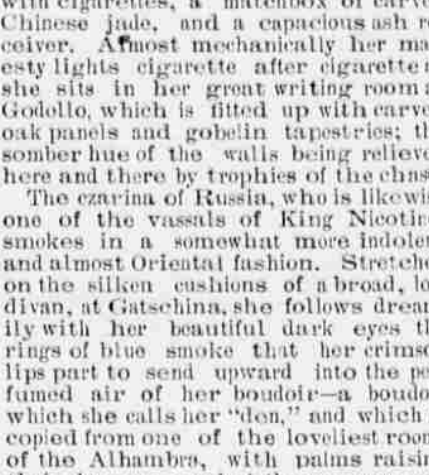 with cigarettes, a matchbox of carve
Chinese jade, and a capacious ash r
ceiver. Almost mechanically her ma
esty lights cigarette after cigarette
she sits in her great writing room
Godollo, which is fitted up with carve
oak panels and gobelin tapestries; th
somber hue of the walls being relieve
here and there by trophies of the chas
The czarina of Russia, who is likewi
one of the vassals of King Nicotin
smokes in a somewhat more indolen
and almost Oriental fashion. Stretche
on the silken cushions of a broad, lo
divan, at Gatschina, she follows dream
ily with her beautiful dark eyes th
rings of blue smoke that her crimso
lips part to send upward into the pe
fumed air of her boudoir—a boudo
which she calls her "den," and which
copied from one of the loveliest room
of the Alhambra, with palms raisin